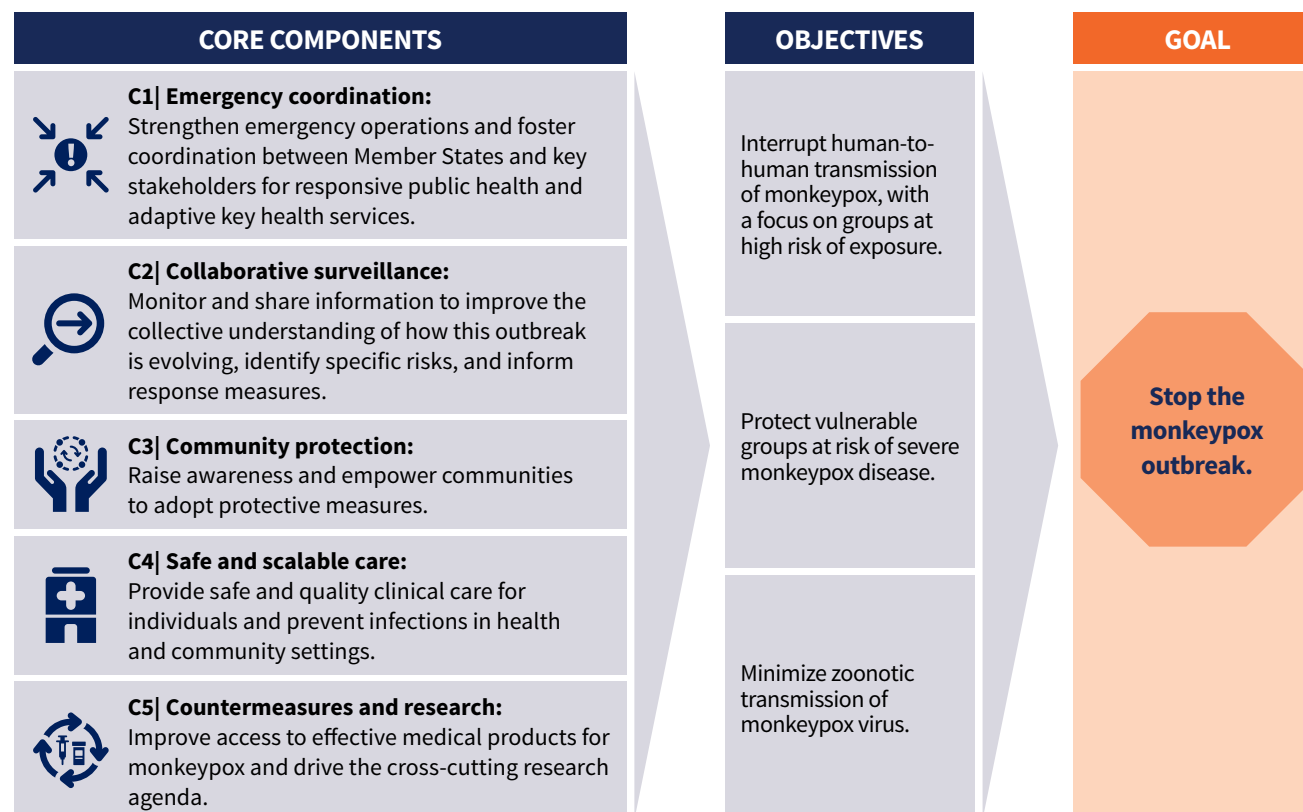 CORE COMPONENTS
C1| Emergency coordination:
Strengthen emergency operations and foster
coordination between Member States and key
stakeholders for responsive public health and
adaptive key health services.
C2| Collaborative surveillance:
Monitor and share information to improve the
collective understanding of how this outbreak
is evolving, identify specific risks, and inform
response measures.
C3| Community protection:
Raise awareness and empower communities
to adopt protective measures.
C4| Safe and scalable care:
Provide safe and quality clinical care for
individuals and prevent infections in health
and community settings.
C5| Countermeasures and research:
Improve access to effective medical products for
monkeypox and drive the cross-cutting research
agenda.
OBJECTIVES
Interrupt human-to-
human transmission
of monkeypox, with
a focus on groups at
high risk of exposure.
Protect vulnerable
groups at risk of severe
monkeypox disease.
Minimize zoonotic
transmission of
monkeypox virus.
GOAL
Stop the
monkeypox
outbreak.